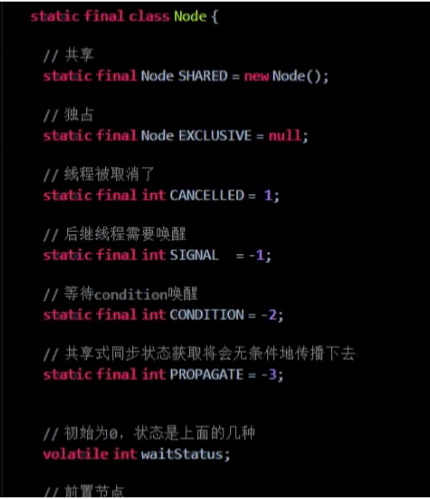 static final class Node {
// 共享
static final Node SHARED = new Node();
// 独占
static final Node EXCLUSIVE = null;
// 线程被取消了
static final int CANCELLED = 1;
// 后继线程需要唤醒
static final int SIGNAL = -1;
// 等待condition唤醒
static final int CONDITION = -2;
// 共享式同步状态获取将会无条件地传播下去
static final int PROPAGATE = -3;
// 初始为0，状态是上面的几种
volatile int waitStatus;
// 前置节点